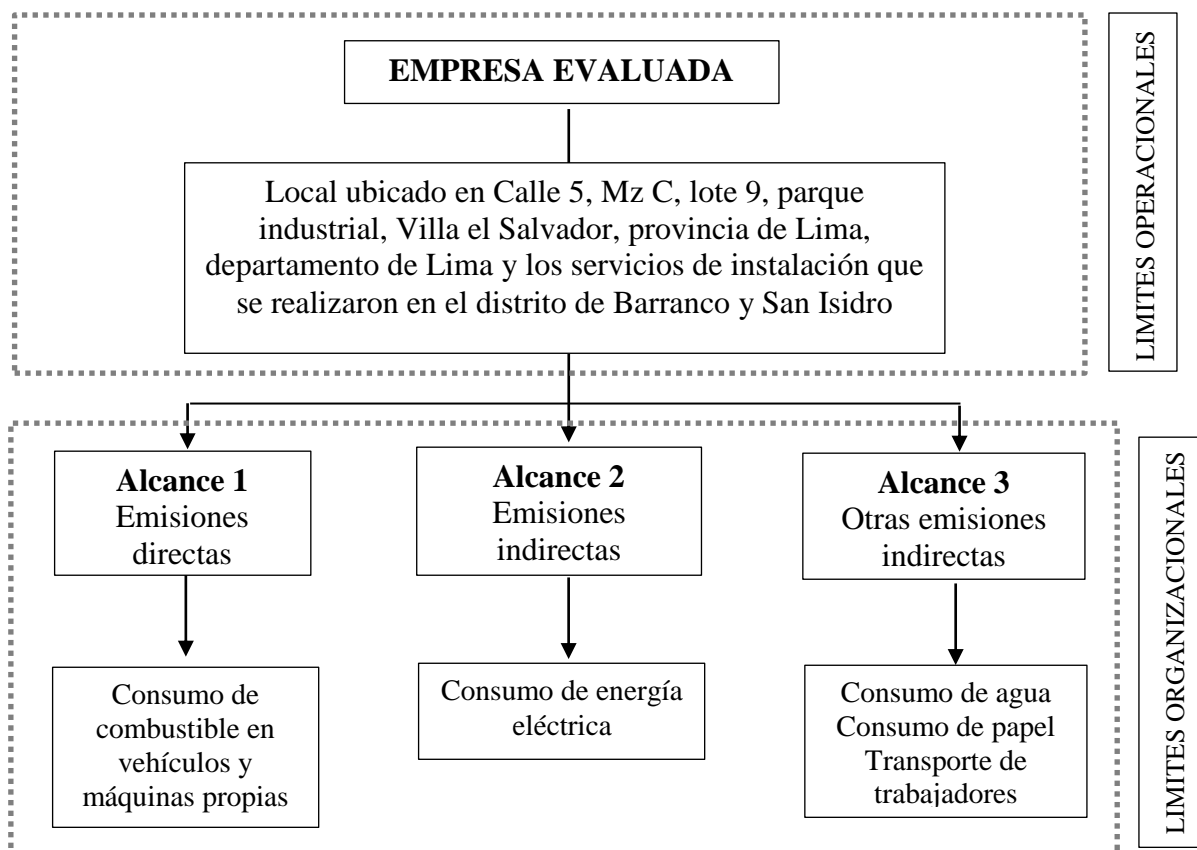 EMPRESA EVALUADA
LIMITES OPERACIONALES
Local ubicado en Calle 5, Mz C, lote 9, parque
industrial, Villa el Salvador, provincia de Lima,
departamento de Lima y los servicios de instalación que
se realizaron en el distrito de Barranco y San Isidro
Alcance 1
Emisiones
directas
Alcance 2
Emisiones
indirectas
Alcance 3
Otras emisiones
indirectas
LIMITES ORGANIZACIONALES
Consumo de
combustible en
vehículos y
máquinas propias
Consumo de energía
eléctrica
Consumo de agua
Consumo de papel
Transporte de
trabajadores